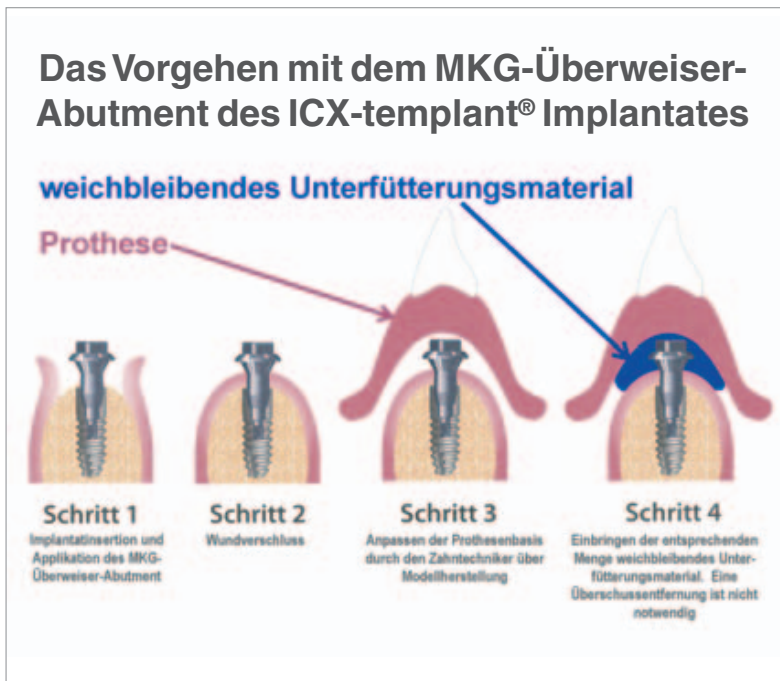 Das Vorgehen mit dem MKG-Überweiser-
Abutment des ICX-templant® Implantates
weichbleibendes Unterfütterungsmaterial
Prothese
Schritt 1
Implantatinsertion und
Applikation des MKG-
Überweiser-Abutment
Schritt 2
Wundverschluss
Schritt 3
Anpassen der Prothesenbasis
durch den Zahntechniker über
Modellherstellung
Schritt 4
Einbringen der entsprechenden
Menge weichbleibendes Unter-
fütterungsmaterial. Eine
Überschussentfernung ist nicht
notwendig